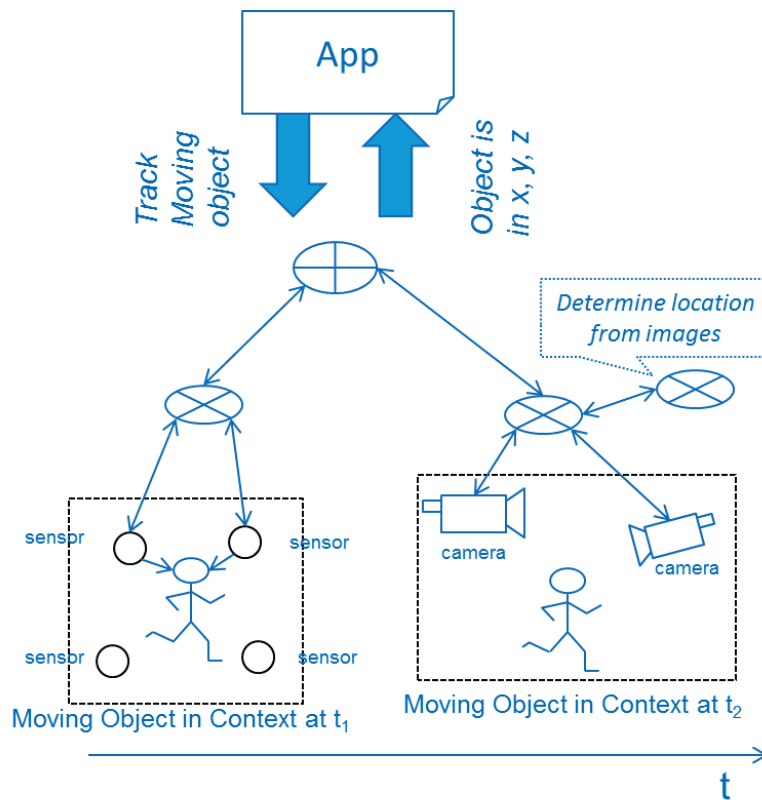 App
Track
Moving
object
Object is
in x, y, z
Determine location
from images
sensor
sensor
camera
camera
sensor
sensor
Moving Object in Context at t₁
Moving Object in Context at t₂
t